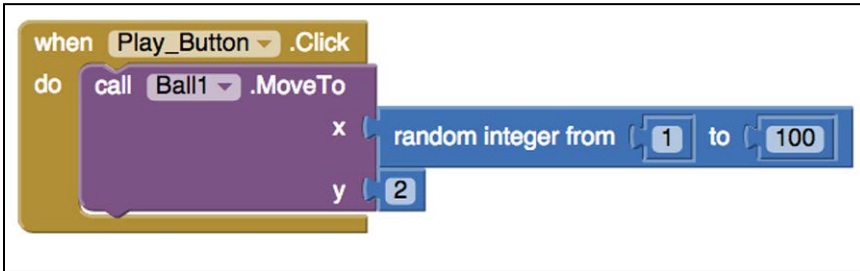 when Play_Button .Click
do call Ball1 .MoveTo
x random integer from 1 to 100
y 2